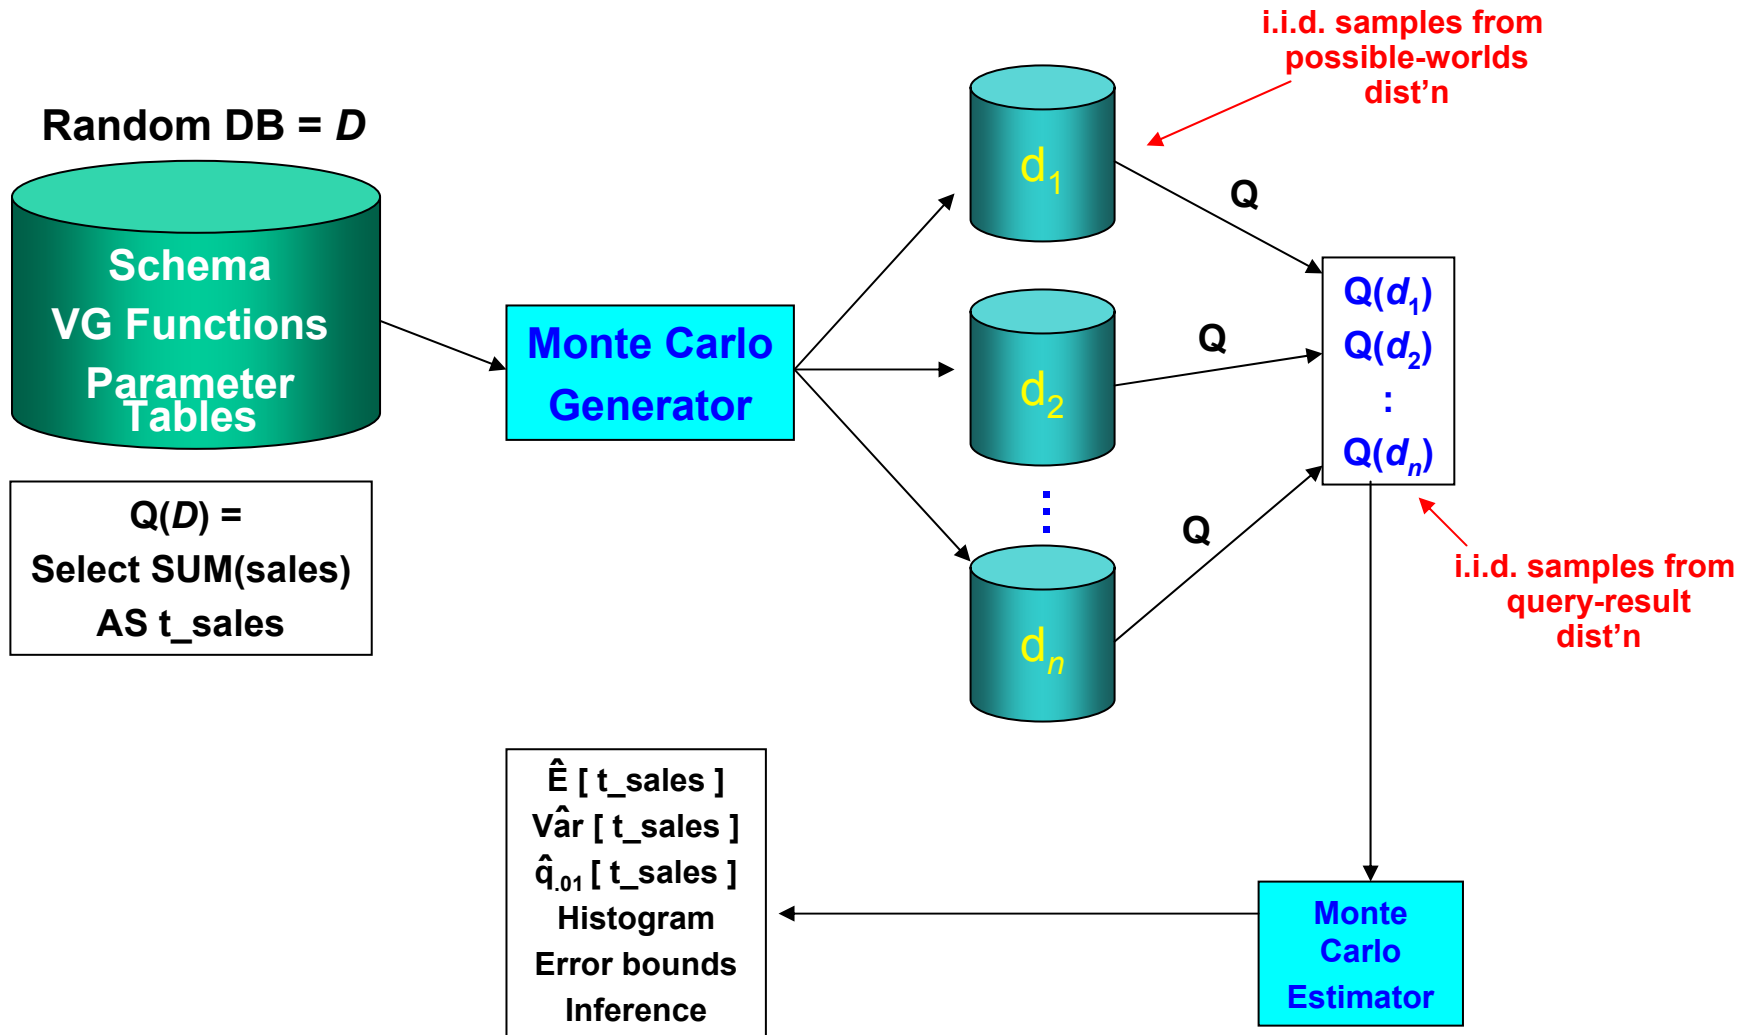 Random DB = D
Schema
VG Functions
Parameter
Tables
Q(D) =
Select SUM(sales)
AS t_sales
Monte Carlo
Generator
d1
d2
⋮
dn
i.i.d. samples from
possible-worlds
dist'n
Q
Q
Q
Q(d1)
Q(d2)
:
Q(dn)
i.i.d. samples from
query-result
dist'n
Monte
Carlo
Estimator
Ê [ t_sales ]
Vâr [ t_sales ]
q̂.01 [ t_sales ]
Histogram
Error bounds
Inference